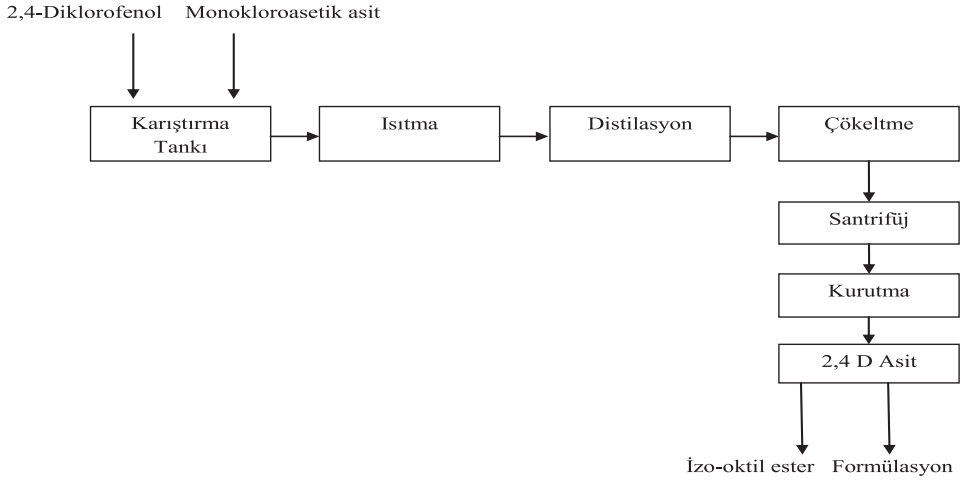 2,4-Diklorofenol Monokloroasetik asit
Karıştırma
Tankı
Isıtma
Distilasyon
Çökeltme
Santrifüj
Kurutma
2,4 D Asit
İzo-oktil ester Formülasyon